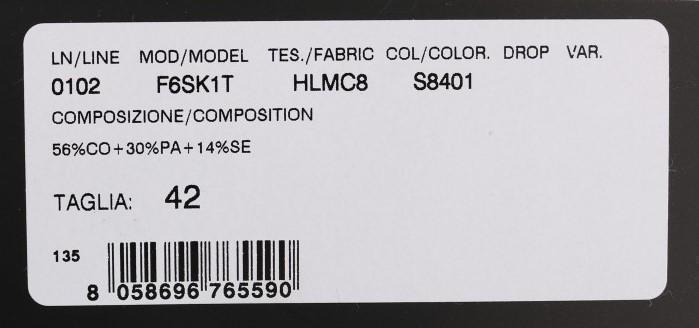 LN/LINE MOD/MODEL TES./FABRIC COL/COLOR. DROP VAR.
0102 F6SK1T HLMC8 S8401
COMPOSIZIONE/COMPOSITION
56%CO+30%PA+14%SE
TAGLIA: 42
135
8 058696 765590